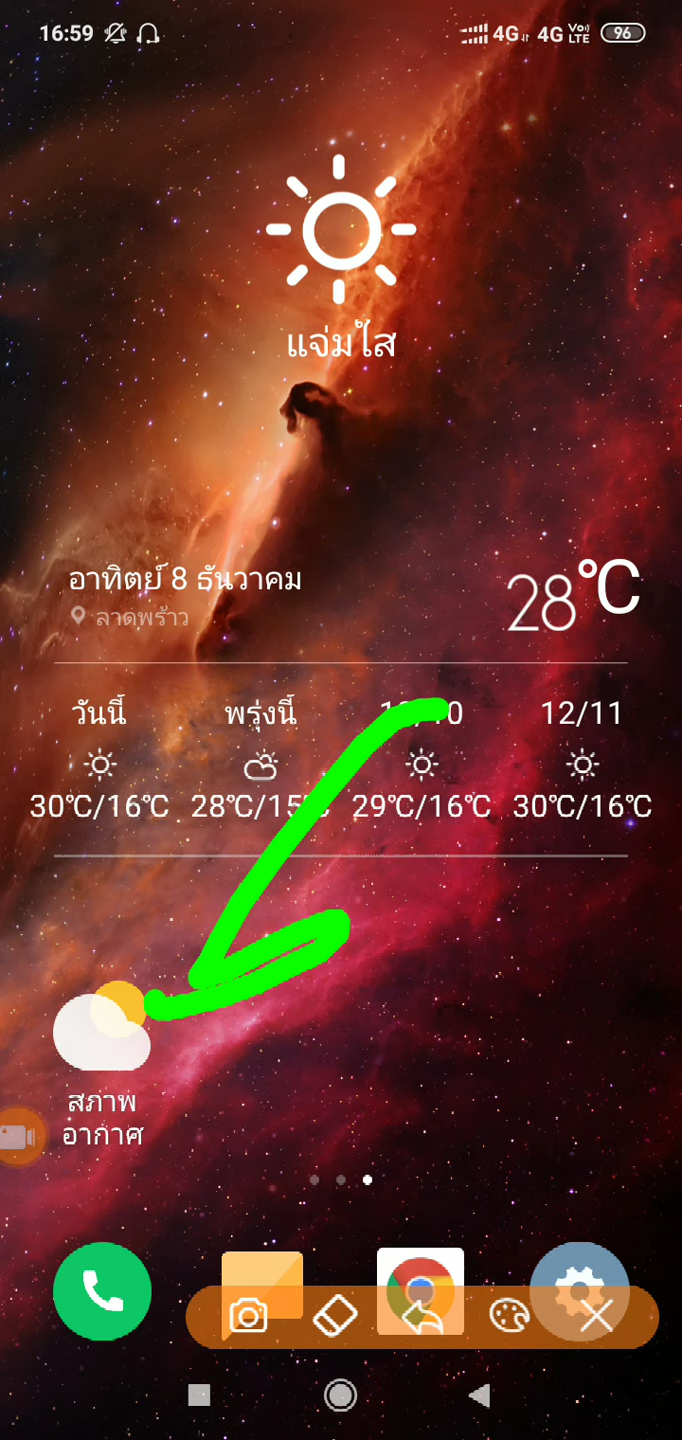 16:59 4G 4G Vo) LTE 96
แจ่มใส
อาทิตย์ 8 ธันวาคม
ลาดพร้าว
28°C
วันนี้ พรุ่งนี้ 12/11
30°C/16°C 28°C/15°C 29°C/16°C 30°C/16°C
สภาพ
อากาศ